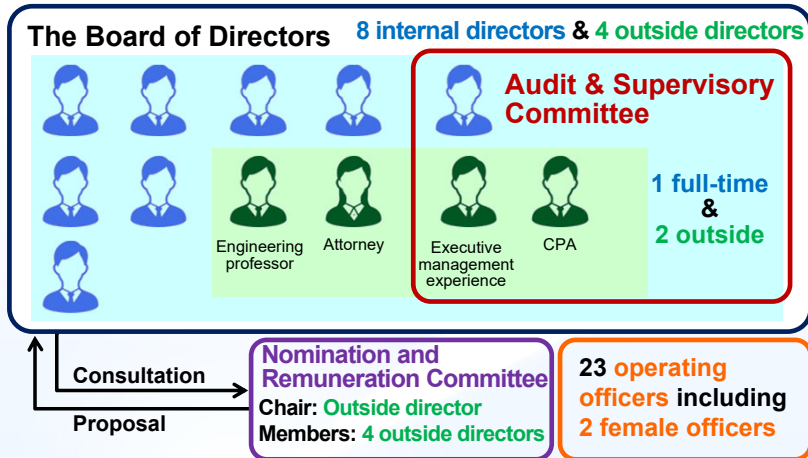 The Board of Directors
8 internal directors & 4 outside directors
Audit & Supervisory
Committee
1 full-time
&
2 outside
Engineering
professor
Attorney
Executive
management
experience
CPA
Consultation
Proposal
Nomination and
Remuneration Committee
Chair: Outside director
Members: 4 outside directors
23 operating
officers including
2 female officers